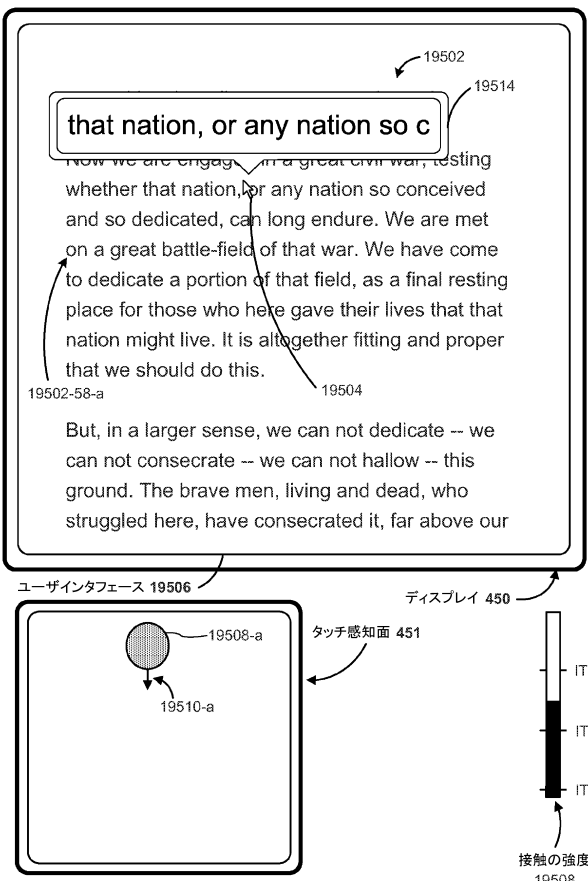 19502
19514
that nation, or any nation so c
Now we are engag in a great civil war, testing
whether that nation, or any nation so conceived
and so dedicated, can long endure. We are met
on a great battle-field of that war. We have come
to dedicate a portion of that field, as a final resting
place for those who here gave their lives that that
nation might live. It is altogether fitting and proper
that we should do this.
19502-58-a
19504
But, in a larger sense, we can not dedicate -- we
can not consecrate -- we can not hallow -- this
ground. The brave men, living and dead, who
struggled here, have consecrated it, far above our
ユーザインタフェース 19506
ディスプレイ 450
19508-a
タッチ感知面 451
19510-a
IT
IT
IT
接触の強度
19508